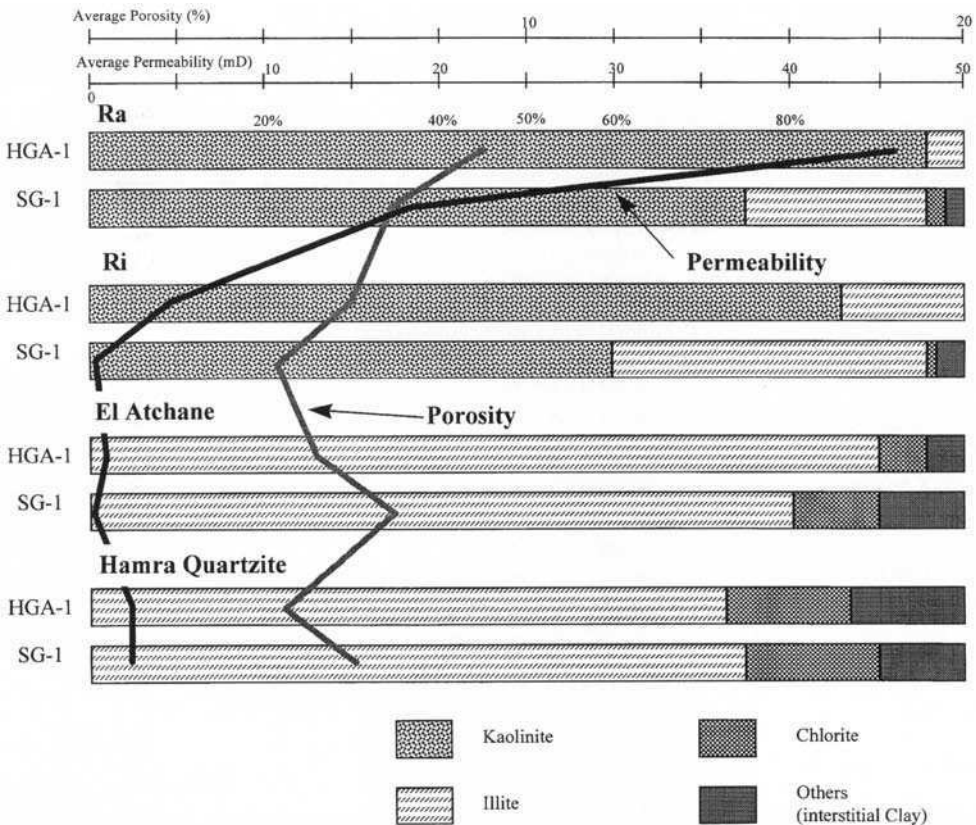 Average Porosity (%)
10
20
Average Permeability (mD)
0
10
20
30
40
50
Ra
20%
40%
50%
60%
80%
HGA-1
SG-1
Permeability
Ri
HGA-1
SG-1
El Atchane
Porosity
HGA-1
SG-1
Hamra Quartzite
HGA-1
SG-1
Kaolinite
Chlorite
Illite
Others
(interstitial Clay)